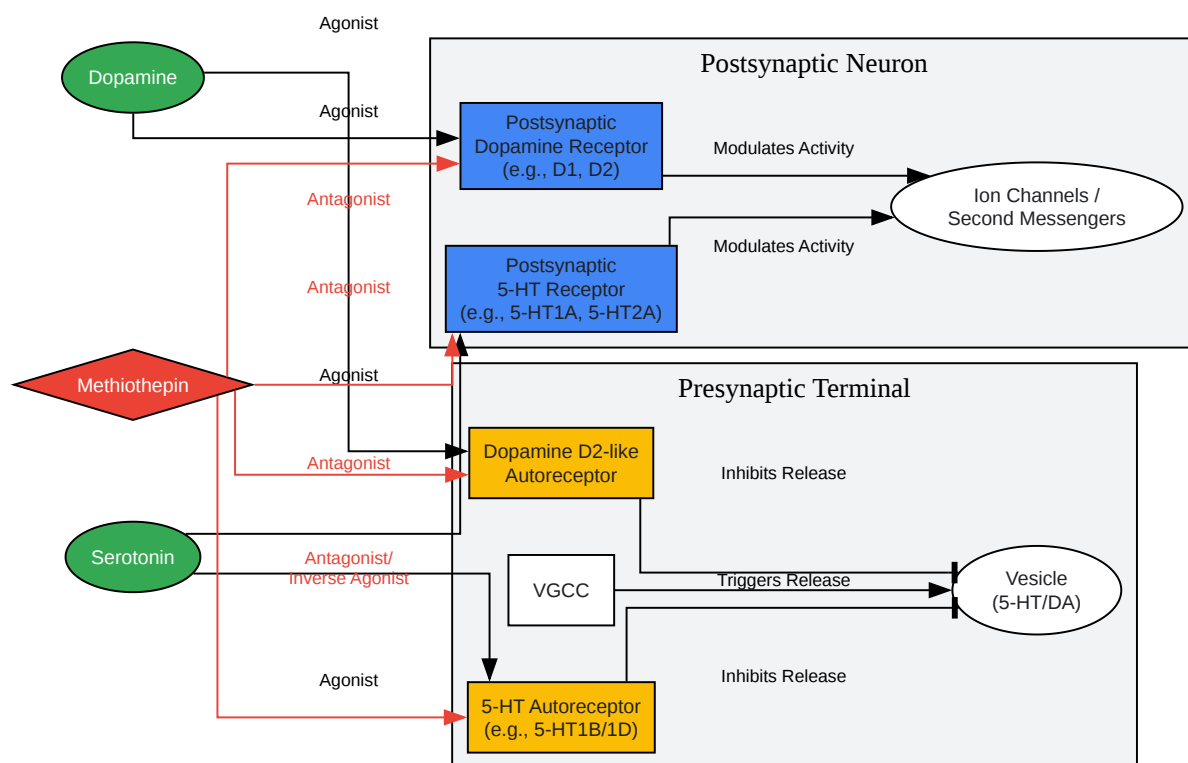 Agonist
Postsynaptic Neuron
Dopamine
Agonist
Postsynaptic
Dopamine Receptor
(e.g., D1, D2)
Modulates Activity
Antagonist
Ion Channels /
Second Messengers
Modulates Activity
Postsynaptic
5-HT Receptor
(e.g., 5-HT1A, 5-HT2A)
Antagonist
Methiothepin
Agonist
Presynaptic Terminal
Antagonist
Dopamine D2-like
Autoreceptor
Inhibits Release
Serotonin
Antagonist/
Inverse Agonist
VGCC
Triggers Release
Vesicle
(5-HT/DA)
Agonist
5-HT Autoreceptor
(e.g., 5-HT1B/1D)
Inhibits Release